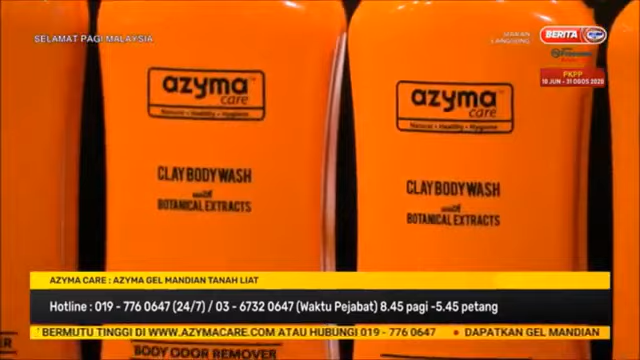 SELAMAT PAGI MALAYSIA
SIARAN
LANGSUNG
BERITA
PKPP
10 JUN - 31 OGOS 2020
azyma
care
Natural • Healthy • Hygiene
CLAY BODY WASH
with
BOTANICAL EXTRACTS
azyma
care
Natural • Healthy • Hygiene
CLAY BODY WASH
with
BOTANICAL EXTRACTS
AZYMA CARE : AZYMA GEL MANDIAN TANAH LIAT
Hotline : 019 - 776 0647 (24/7) / 03 - 6732 0647 (Waktu Pejabat) 8.45 pagi -5.45 petang
BERMUTU TINGGI DI WWW.AZYMACARE.COM ATAU HUBUNGI 019 - 776 0647 • DAPATKAN GEL MANDIAN
BODY ODOR REMOVER